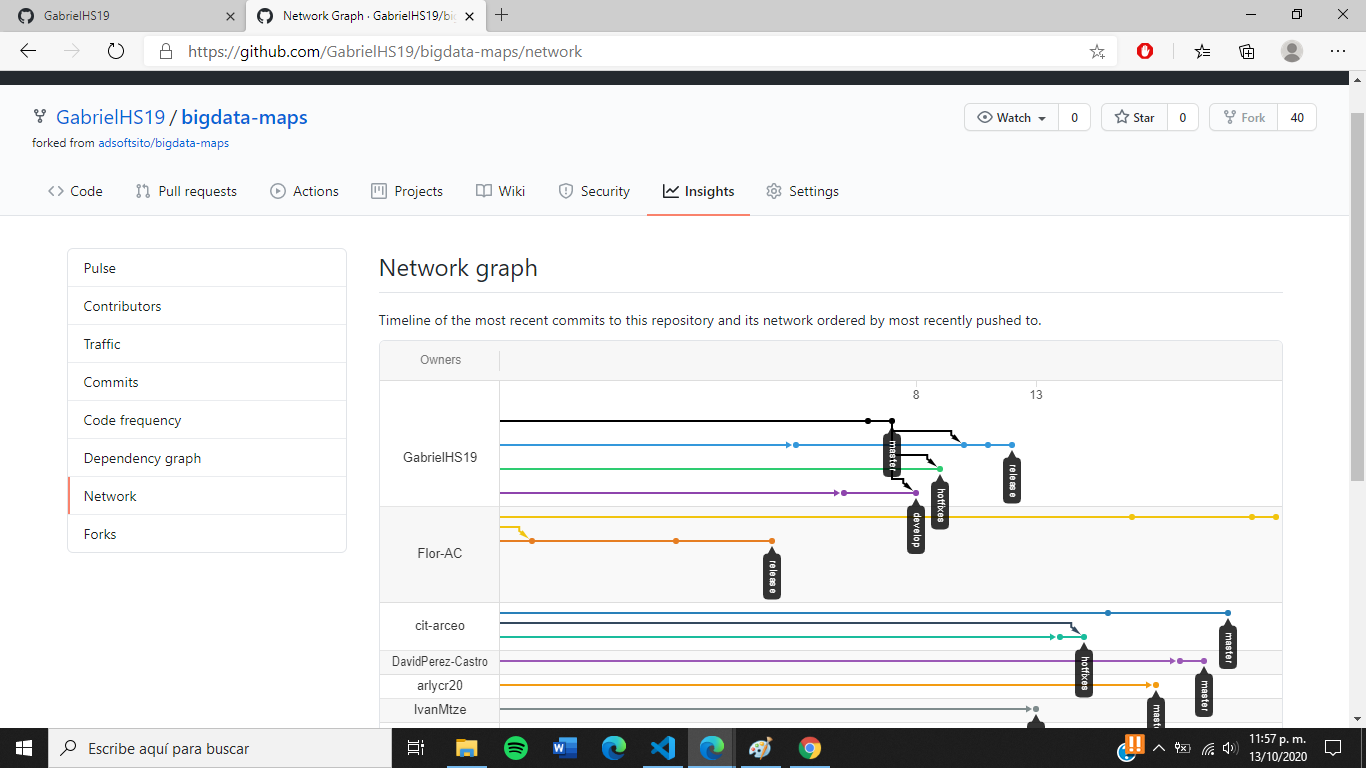 GabrielHS19
Network Graph · GabrielHS19/bi
https://github.com/GabrielHS19/bigdata-maps/network
GabrielHS19 / bigdata-maps
Watch 0 Star 0 Fork 40
forked from adsoftsito/bigdata-maps
Code Pull requests Actions Projects Wiki Security Insights Settings
Pulse
Contributors
Traffic
Commits
Code frequency
Dependency graph
Network
Forks
Network graph
Timeline of the most recent commits to this repository and its network ordered by most recently pushed to.
Owners
8 13
GabrielHS19
master
release
hotfixes
develop
Flor-AC
release
cit-arceo
master
hotfixes
DavidPerez-Castro
master
arlycr20
IvanMtze
Escribe aquí para buscar
11:57 p. m.
13/10/2020